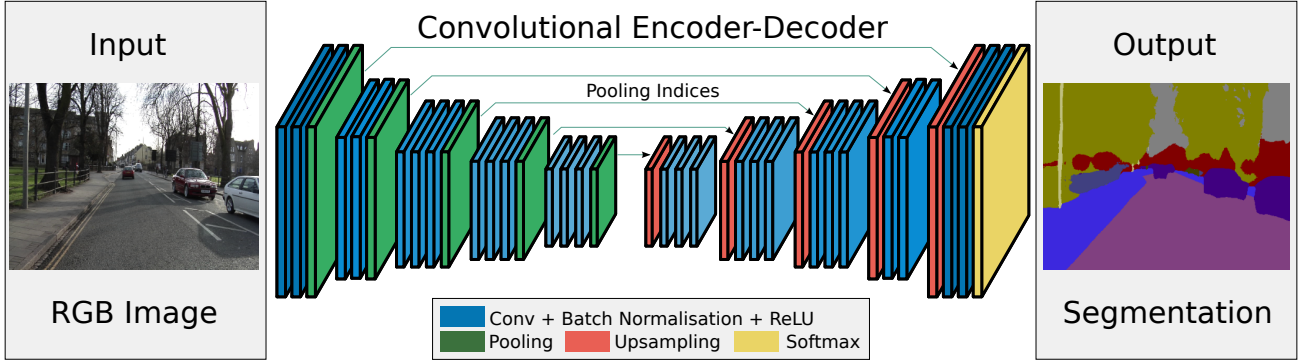 Input
RGB Image
Convolutional Encoder-Decoder
Pooling Indices
Conv + Batch Normalisation + ReLU
Pooling
Upsampling
Softmax
Output
Segmentation